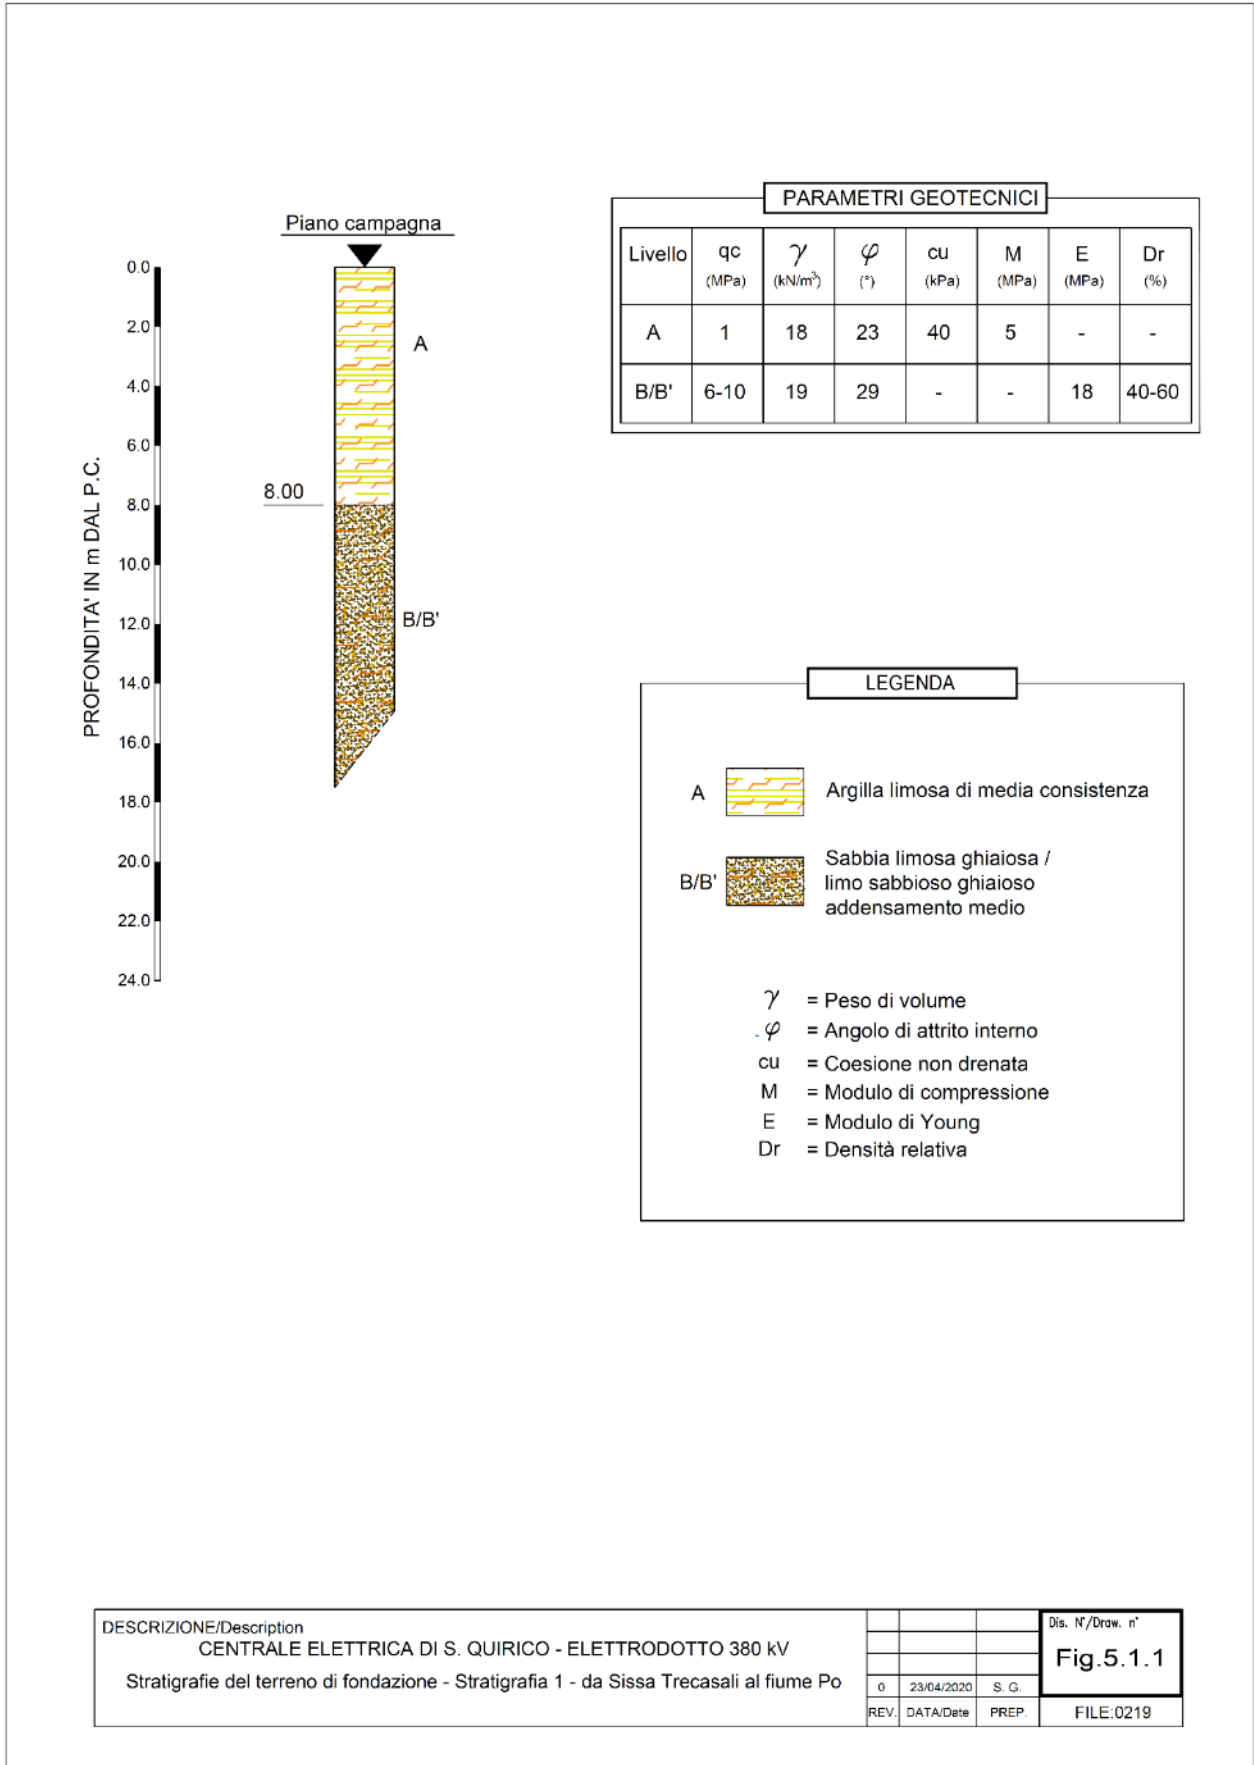 Piano campagna
PROFONDITA' IN m DAL P.C.
0.0
2.0
4.0
6.0
8.0
10.0
12.0
14.0
16.0
18.0
20.0
22.0
24.0
8.00
A
B/B'
PARAMETRI GEOTECNICI
Livello qc γ φ cu M E Dr
(MPa) (kN/m³) (°) (kPa) (MPa) (MPa) (%)
A 1 18 23 40 5 - -
B/B' 6-10 19 29 - - 18 40-60
LEGENDA
A Argilla limosa di media consistenza
B/B' Sabbia limosa ghiaiosa /
limo sabbioso ghiaioso
addensamento medio
γ = Peso di volume
φ = Angolo di attrito interno
cu = Coesione non drenata
M = Modulo di compressione
E = Modulo di Young
Dr = Densità relativa
DESCRIZIONE/Description
CENTRALE ELETTRICA DI S. QUIRICO - ELETTRODOTTO 380 kV
Stratigrafie del terreno di fondazione - Stratigrafia 1 - da Sissa Trecasali al fiume Po
0 23/04/2020 S. G.
REV. DATA/Date PREP.
Dis. N°/Draw. n°
Fig.5.1.1
FILE:0219